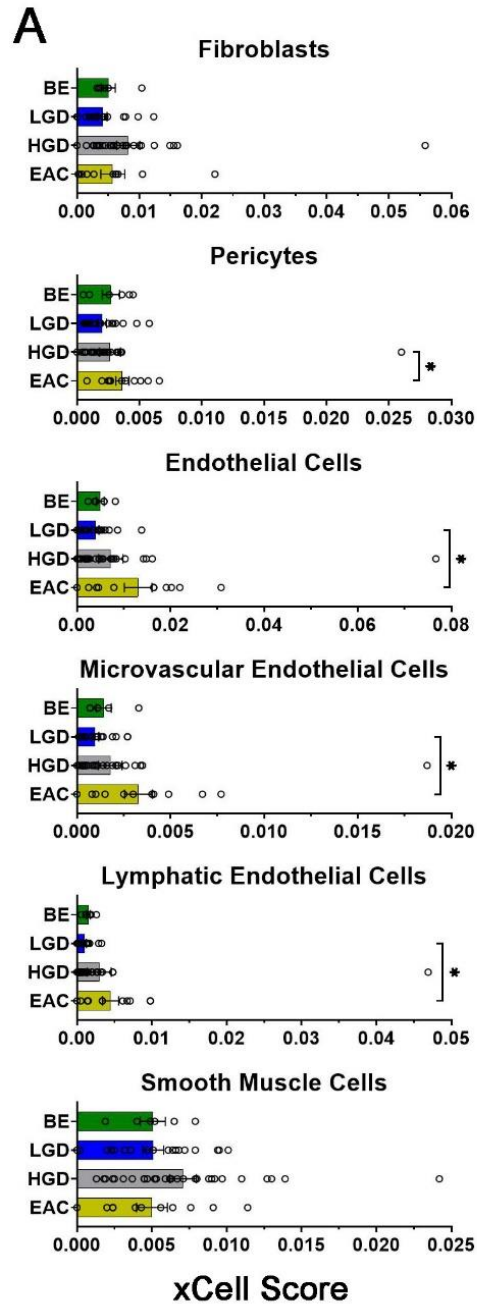 A
Fibroblasts
BE
LGD
HGD
EAC
0.00 0.01 0.02 0.03 0.04 0.05 0.06
Pericytes
BE
LGD
HGD
EAC
*
0.000 0.005 0.010 0.015 0.020 0.025 0.030
Endothelial Cells
BE
LGD
HGD
EAC
*
0.00 0.02 0.04 0.06 0.08
Microvascular Endothelial Cells
BE
LGD
HGD
EAC
*
0.000 0.005 0.010 0.015 0.020
Lymphatic Endothelial Cells
BE
LGD
HGD
EAC
*
0.00 0.01 0.02 0.03 0.04 0.05
Smooth Muscle Cells
BE
LGD
HGD
EAC
0.000 0.005 0.010 0.015 0.020 0.025
xCell Score